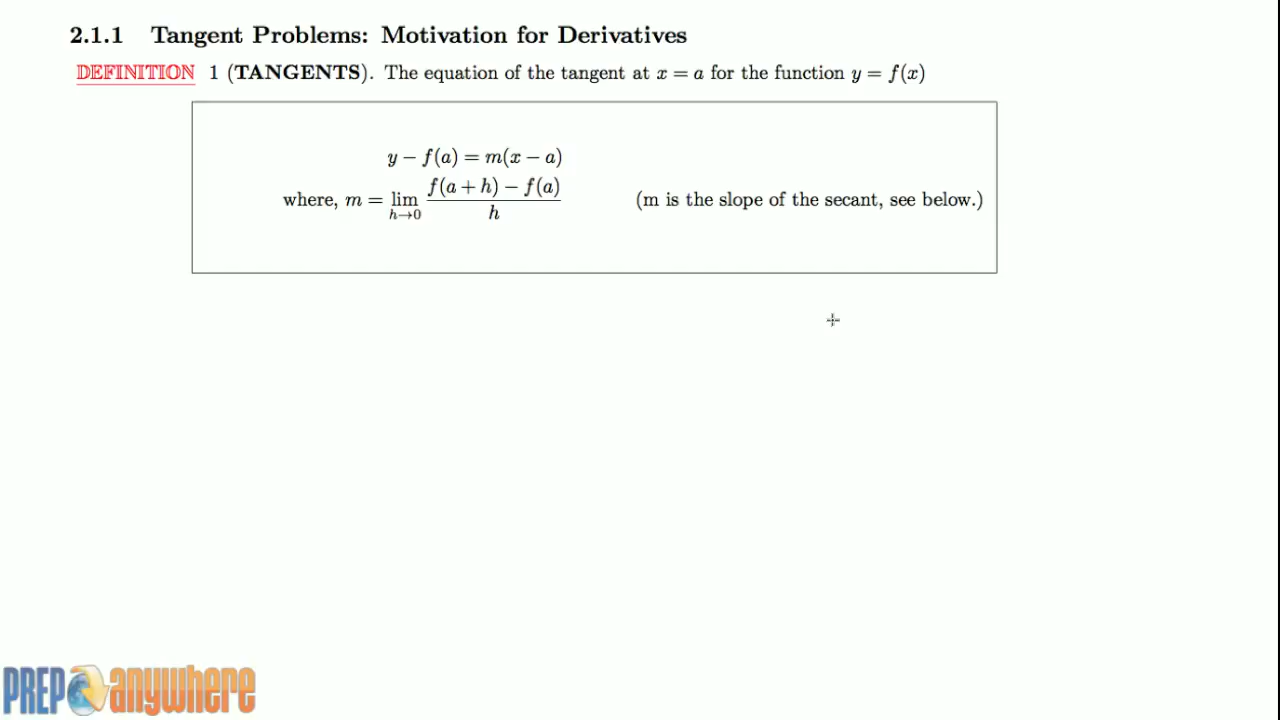 2.1.1 Tangent Problems: Motivation for Derivatives
DEFINITION 1 (TANGENTS). The equation of the tangent at x = a for the function y = f(x)
y − f(a) = m(x − a)
where, m = lim h→0 f(a + h) − f(a) / h (m is the slope of the secant, see below.)
PREP anywhere